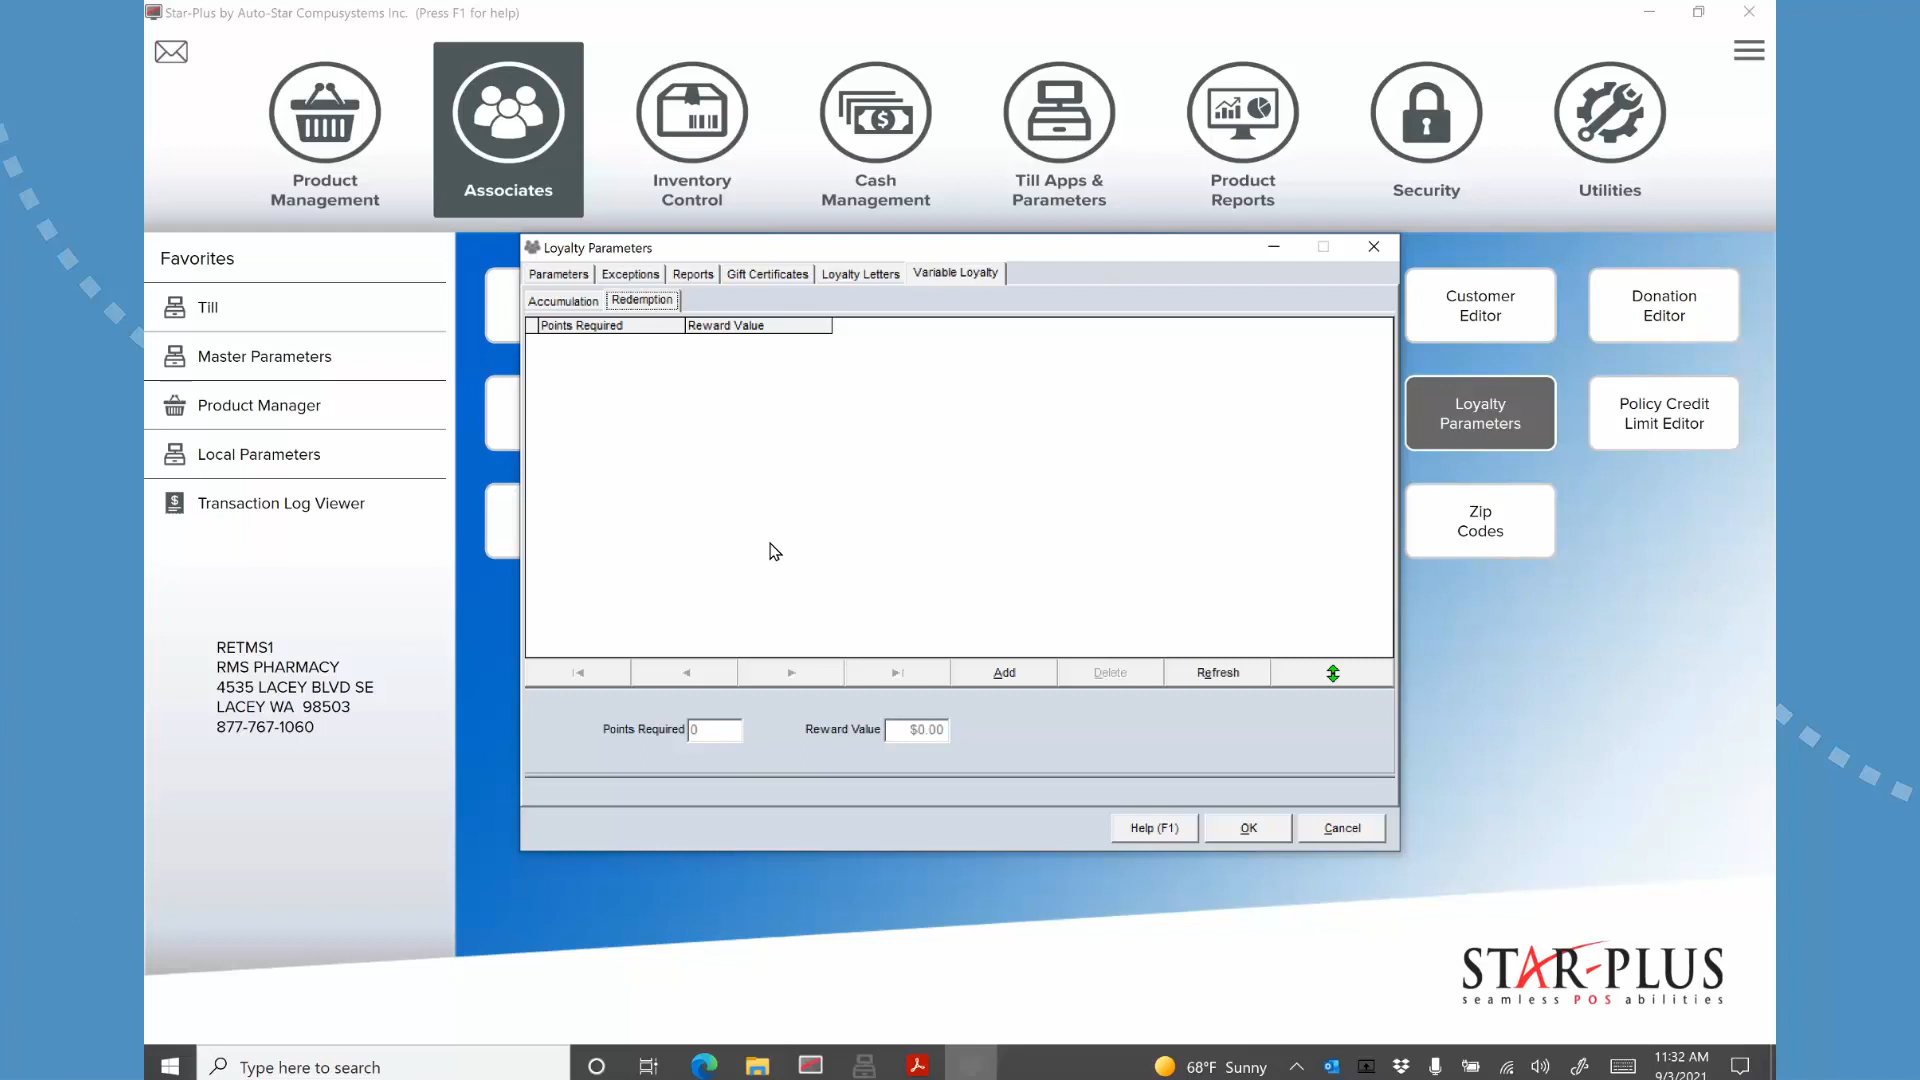 Star-Plus by Auto-Star Compusystems Inc. (Press F1 for help)
Product
Management
Associates
Inventory
Control
Cash
Management
Till Apps &
Parameters
Product
Reports
Security
Utilities
Favorites
Till
Master Parameters
Product Manager
Local Parameters
Transaction Log Viewer
RETMS1
RMS PHARMACY
4535 LACEY BLVD SE
LACEY WA 98503
877-767-1060
Loyalty Parameters
Parameters
Exceptions
Reports
Gift Certificates
Loyalty Letters
Variable Loyalty
Accumulation
Redemption
Points Required
Reward Value
Add
Delete
Refresh
Points Required 0
Reward Value $0.00
Help (F1)
OK
Cancel
Customer
Editor
Donation
Editor
Loyalty
Parameters
Policy Credit
Limit Editor
Zip
Codes
STAR-PLUS
seamless POS abilities
Type here to search
68°F Sunny
11:32 AM
9/3/2021